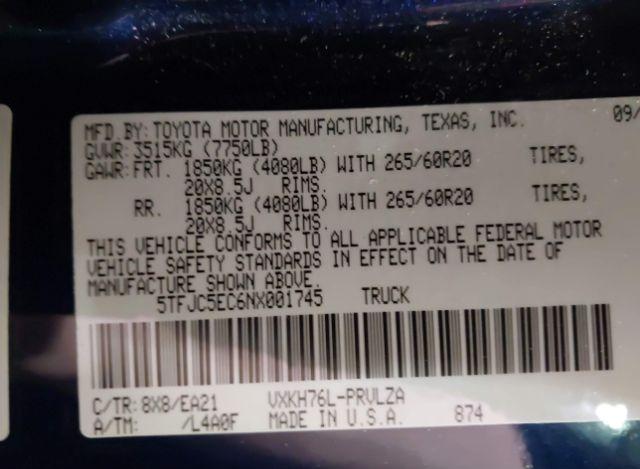 MFD.BY: TOYOTA MOTOR MANUFACTURING, TEXAS, INC. 09/
GVWR: 3515KG (7750LB)
GAWR: FRT. 1850KG (4080LB) WITH 265/60R20 TIRES,
20X8.5J RIMS.
RR. 1850KG (4080LB) WITH 265/60R20 TIRES,
20X8.5J RIMS.
THIS VEHICLE CONFORMS TO ALL APPLICABLE FEDERAL MOTOR
VEHICLE SAFETY STANDARDS IN EFFECT ON THE DATE OF
MANUFACTURE SHOWN ABOVE.
5TFJC5EC6NX001745 TRUCK
C/TR: 8X8/EA21 VXKH76L-PRVLZA
A/TM: /L4A0F MADE IN U.S.A. 874